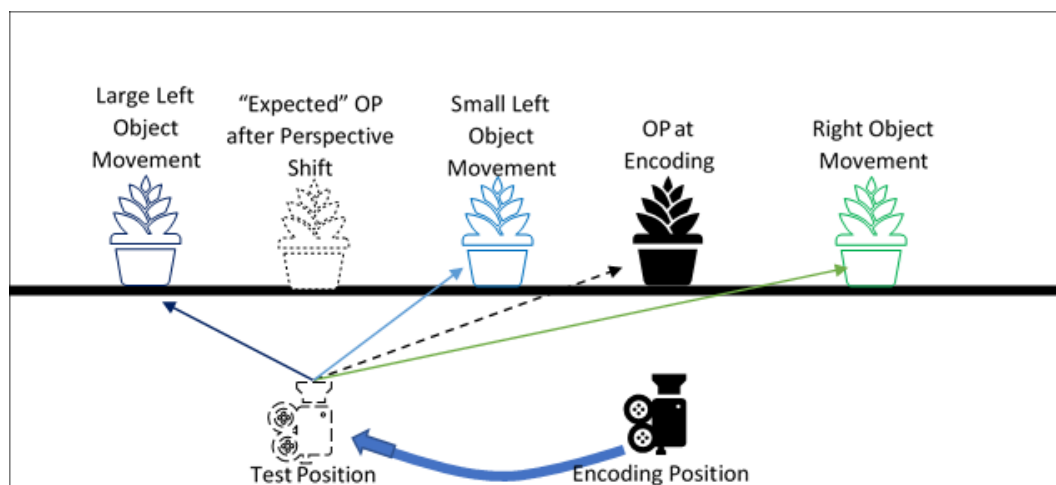 Large Left
Object
Movement
“Expected” OP
after Perspective
Shift
Small Left
Object
Movement
OP at
Encoding
Right Object
Movement
Test Position
Encoding Position